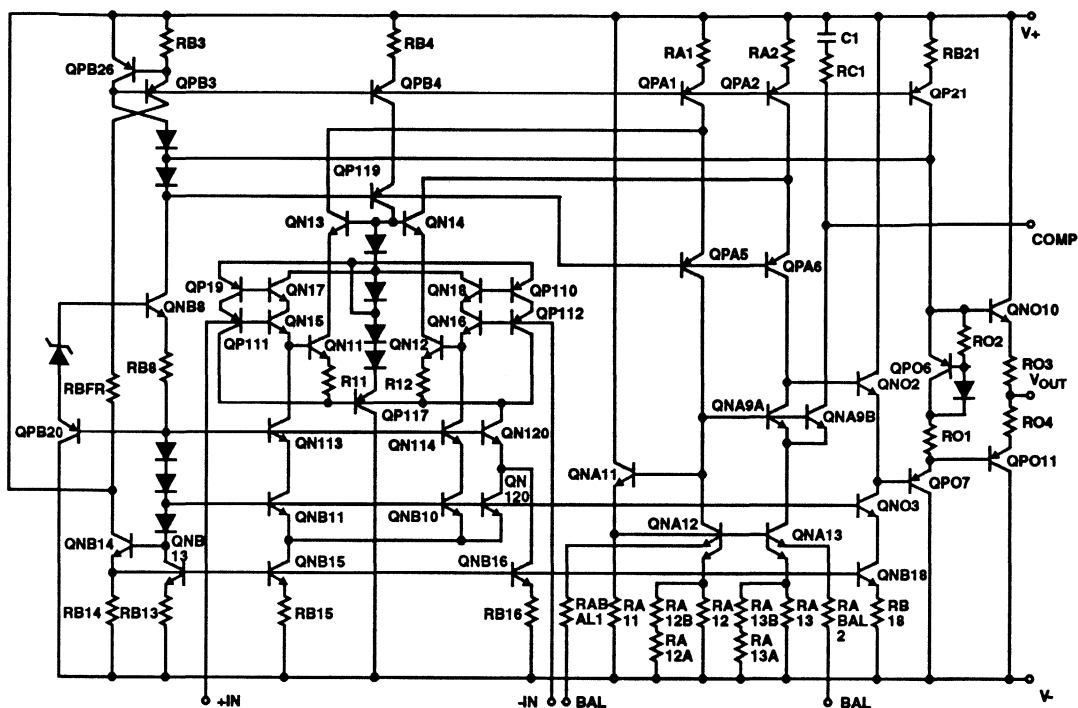 RB3
RB4
RA1
RA2
C1
RC1
RB21
V+
QPB26
QPB3
QPB4
QPA1
QPA2
QP21
QP119
QN13
QN14
COMP
QPA5
QPA6
QP19
QN17
QN18
QP110
QNB8
QN15
QN16
QP112
QP111
QN11
QN12
QNO10
RO2
RB8
RBFR
R11
R12
QPO6
RO3
VOUT
QP117
QNO2
QNA9A
QNA9B
RO4
QPB20
QN113
QN114
QN120
RO1
QNA11
QN
120
QPO7
QPO11
QNB11
QNB10
QNO3
QNB14
QNB
13
QNA12
QNA13
QNB15
QNB16
QNB18
RB14
RB13
RB15
RB16
RAB
AL1
RA
11
RA
12B
RA
12A
RA
12
RA
13B
RA
13A
RA
13
RA
BAL
2
RB
18
V-
+IN
-IN
BAL
BAL